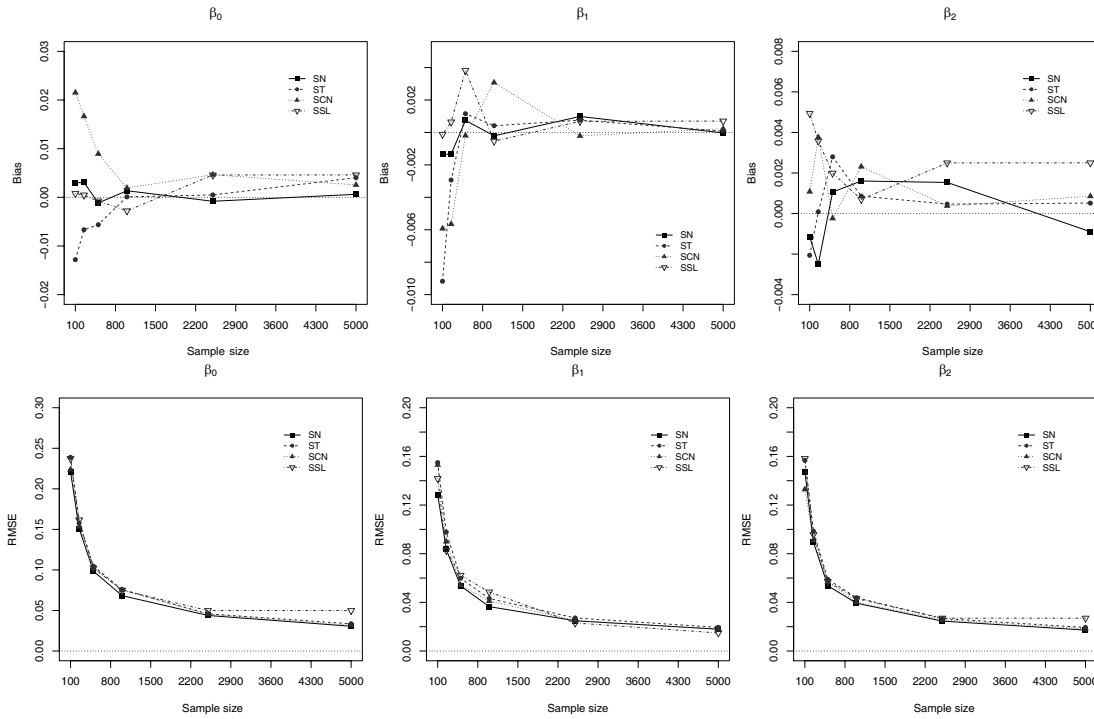 β0
β1
β2
Bias
0.03
0.02
0.01
0.00
−0.01
−0.02
SN
ST
SCN
SSL
100 800 1500 2200 2900 3600 4300 5000
Sample size
Bias
0.002
−0.002
−0.006
−0.010
SN
ST
SCN
SSL
100 800 1500 2200 2900 3600 4300 5000
Sample size
Bias
0.008
0.006
0.004
0.002
0.000
−0.004
SN
ST
SCN
SSL
100 800 1500 2200 2900 3600 4300 5000
Sample size
β0
β1
β2
RMSE
0.30
0.25
0.20
0.15
0.10
0.05
0.00
SN
ST
SCN
SSL
100 800 1500 2200 2900 3600 4300 5000
Sample size
RMSE
0.20
0.16
0.12
0.08
0.04
0.00
SN
ST
SCN
SSL
100 800 1500 2200 2900 3600 4300 5000
Sample size
RMSE
0.20
0.16
0.12
0.08
0.04
0.00
SN
ST
SCN
SSL
100 800 1500 2200 2900 3600 4300 5000
Sample size